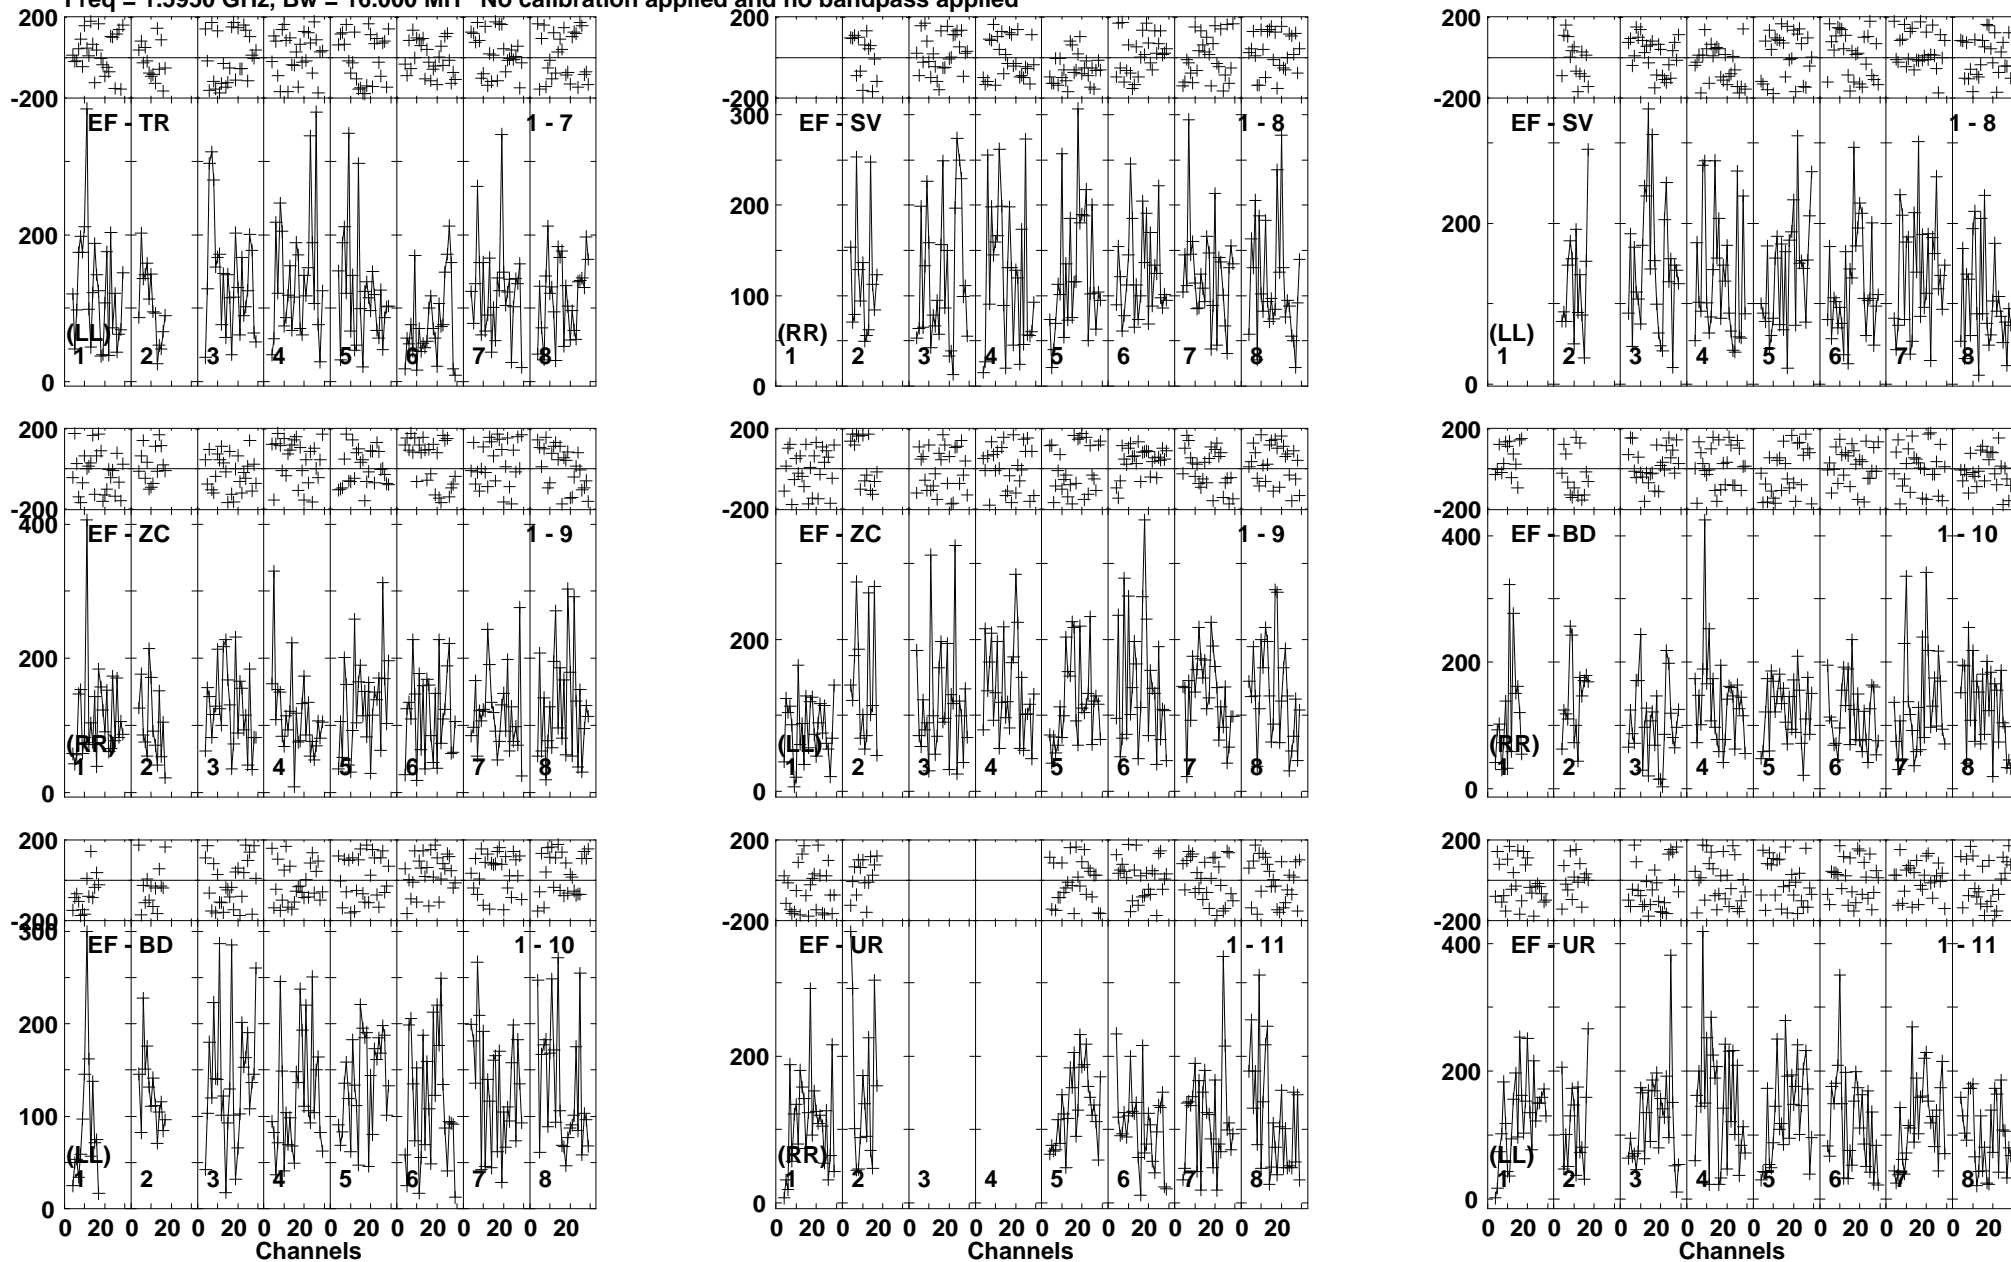 Freq = 1.5950 GHz, Bw = 16.000 MH No calibration applied and no bandpass applied
200 200 200
-200 -200 -200
EF - TR 1 - 7 300 EF - SV 1 - 8 EF - SV 1 - 8
200 200 200
100
(LL) (RR) (LL)
1 2 3 4 5 6 7 8 1 2 3 4 5 6 7 8 1 2 3 4 5 6 7 8
0 0 0
200 200 200
-200 -200 -200
400 EF - ZC 1 - 9 EF - ZC 1 - 9 400 EF - BD 1 - 10
200 200 200
(RR) (LL) (RR)
1 2 3 4 5 6 7 8 1 2 3 4 5 6 7 8 1 2 3 4 5 6 7 8
0 0 0
200 200 200
-200 -200 -200
300 EF - BD 1 - 10 EF - UR 1 - 11 400 EF - UR 1 - 11
200 200 200
100
(LL) (RR) (LL)
1 2 3 4 5 6 7 8 1 2 3 4 5 6 7 8 1 2 3 4 5 6 7 8
0 0 0
0 20 0 20 0 20 0 20 0 20 0 20 0 20 0 20 0 20 0 20 0 20 0 20 0 20 0 20 0 20 0 20 0 20 0 20 0 20 0 20 0 20 0 20 0 20 0 20
Channels Channels Channels